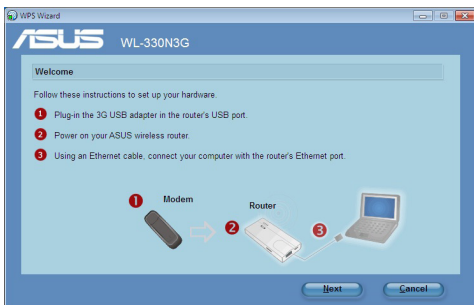 WPS Wizard
ASUS WL-330N3G
Welcome
Follow these instructions to set up your hardware.
1 Plug-in the 3G USB adapter in the router's USB port.
2 Power on your ASUS wireless router.
3 Using an Ethernet cable, connect your computer with the router's Ethernet port.
1 Modem
2 Router
3
Next Cancel